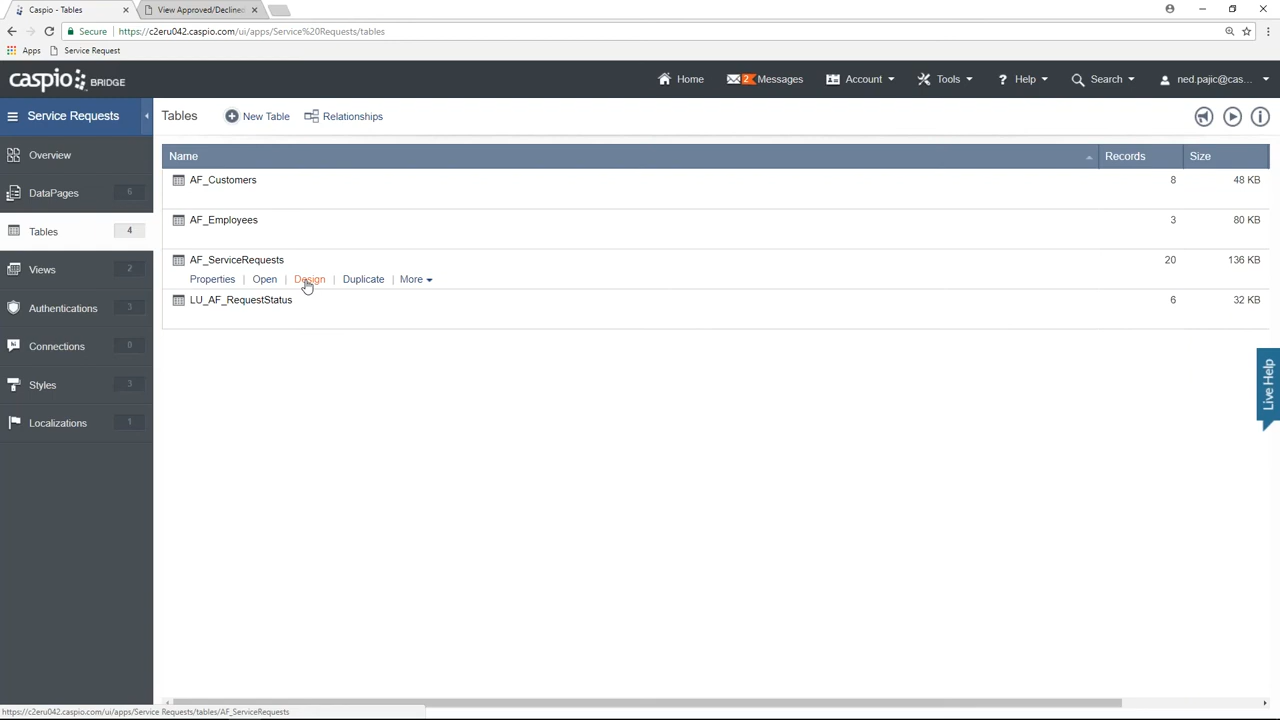 Caspio - Tables
View Approved/Declined
Secure https://c2eru042.caspio.com/ui/apps/Service%20Requests/tables
Apps Service Request
caspio BRIDGE
Home 2 Messages Account Tools ? Help Search ned.pajic@cas...
Service Requests
Tables New Table Relationships
Name Records Size
Overview
DataPages 6
Tables 4
Views 2
Authentications 3
Connections 0
Styles 3
Localizations 1
AF_Customers 8 48 KB
AF_Employees 3 80 KB
AF_ServiceRequests 20 136 KB
Properties | Open | Design | Duplicate | More
LU_AF_RequestStatus 6 32 KB
Live Help
https://c2eru042.caspio.com/ui/apps/Service Requests/tables/AF_ServiceRequests